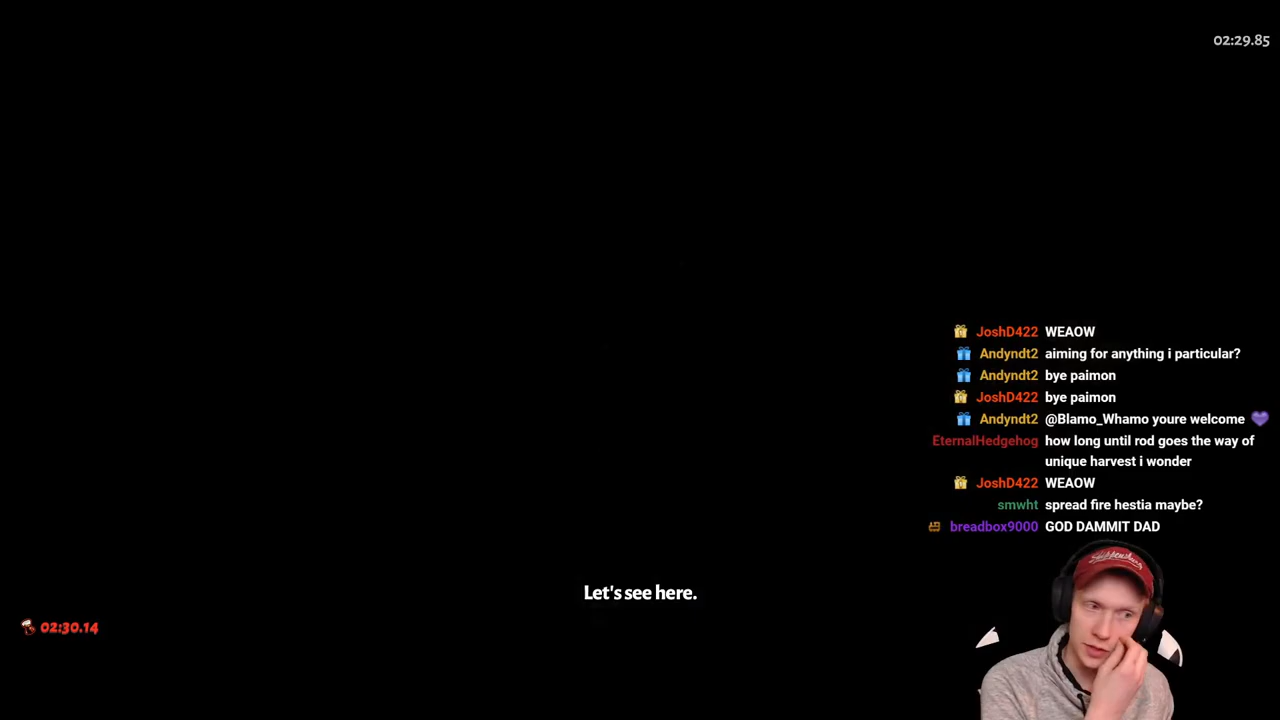 02:29.85
JoshD422 WEAOW
Andyndt2 aiming for anything i particular?
Andyndt2 bye paimon
JoshD422 bye paimon
Andyndt2 @Blamo_Whamo youre welcome
EternalHedgehog how long until rod goes the way of
unique harvest i wonder
JoshD422 WEAOW
smwht spread fire hestia maybe?
breadbox9000 GOD DAMMIT DAD
Let's see here.
02:30.14